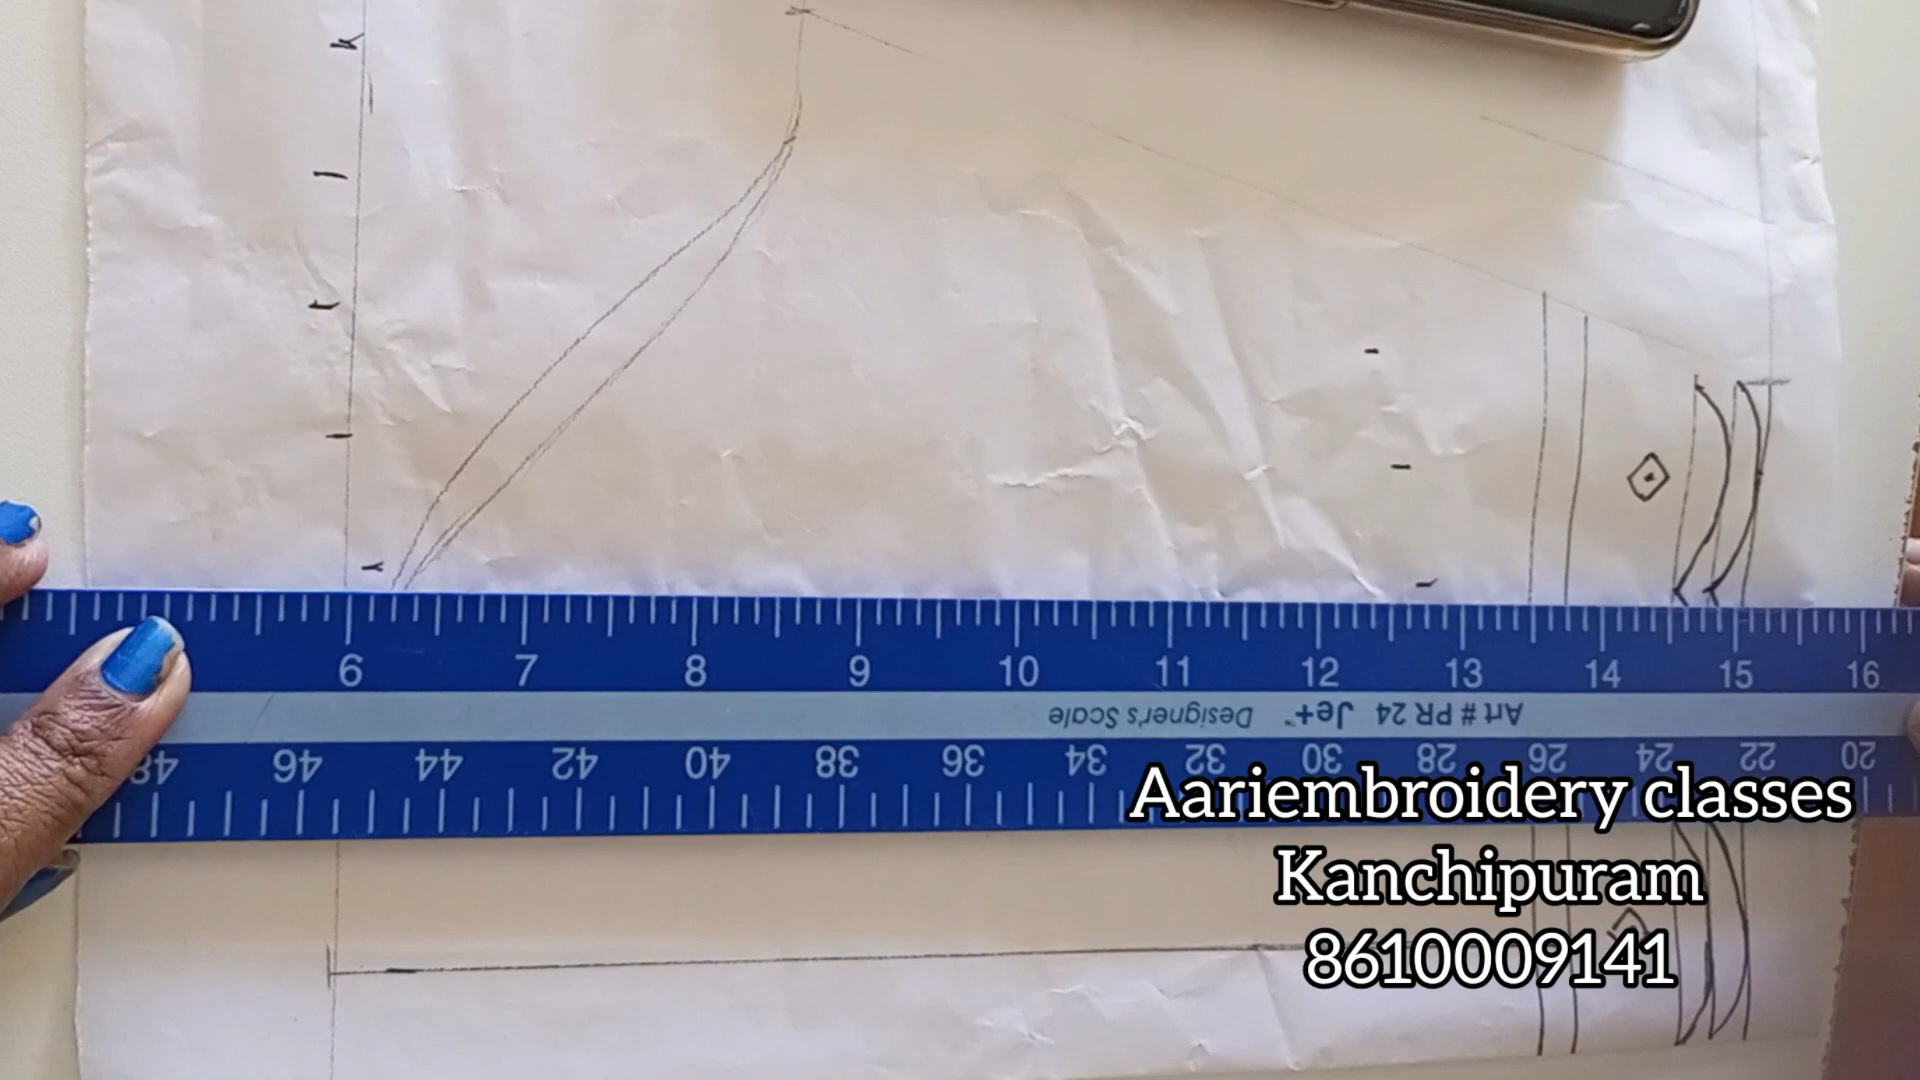 6 7 8 9 10 11 12 13 14 15 16
Art # PR 24 Jet™ Designer's Scale
20 22 24 26 28 30 32 34 36 38 40 42 44 46 48
Aariembroidery classes
Kanchipuram
8610009141